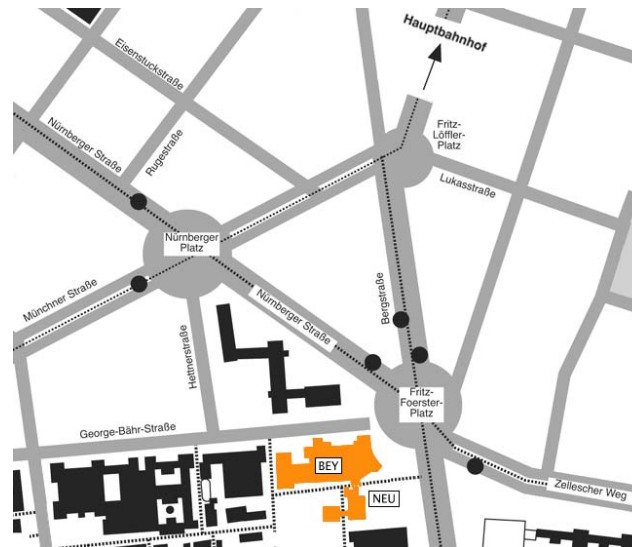 Hauptbahnhof
Eisenstuckstraße
Nürnberger Straße
Rugestraße
Fritz-
Löffler-
Platz
Lukasstraße
Nürnberger
Platz
Münchner Straße
Hettnerstraße
Nürnberger Straße
Bergstraße
Fritz-
Foerster-
Platz
George-Bähr-Straße
BEY
NEU
Zellescher Weg